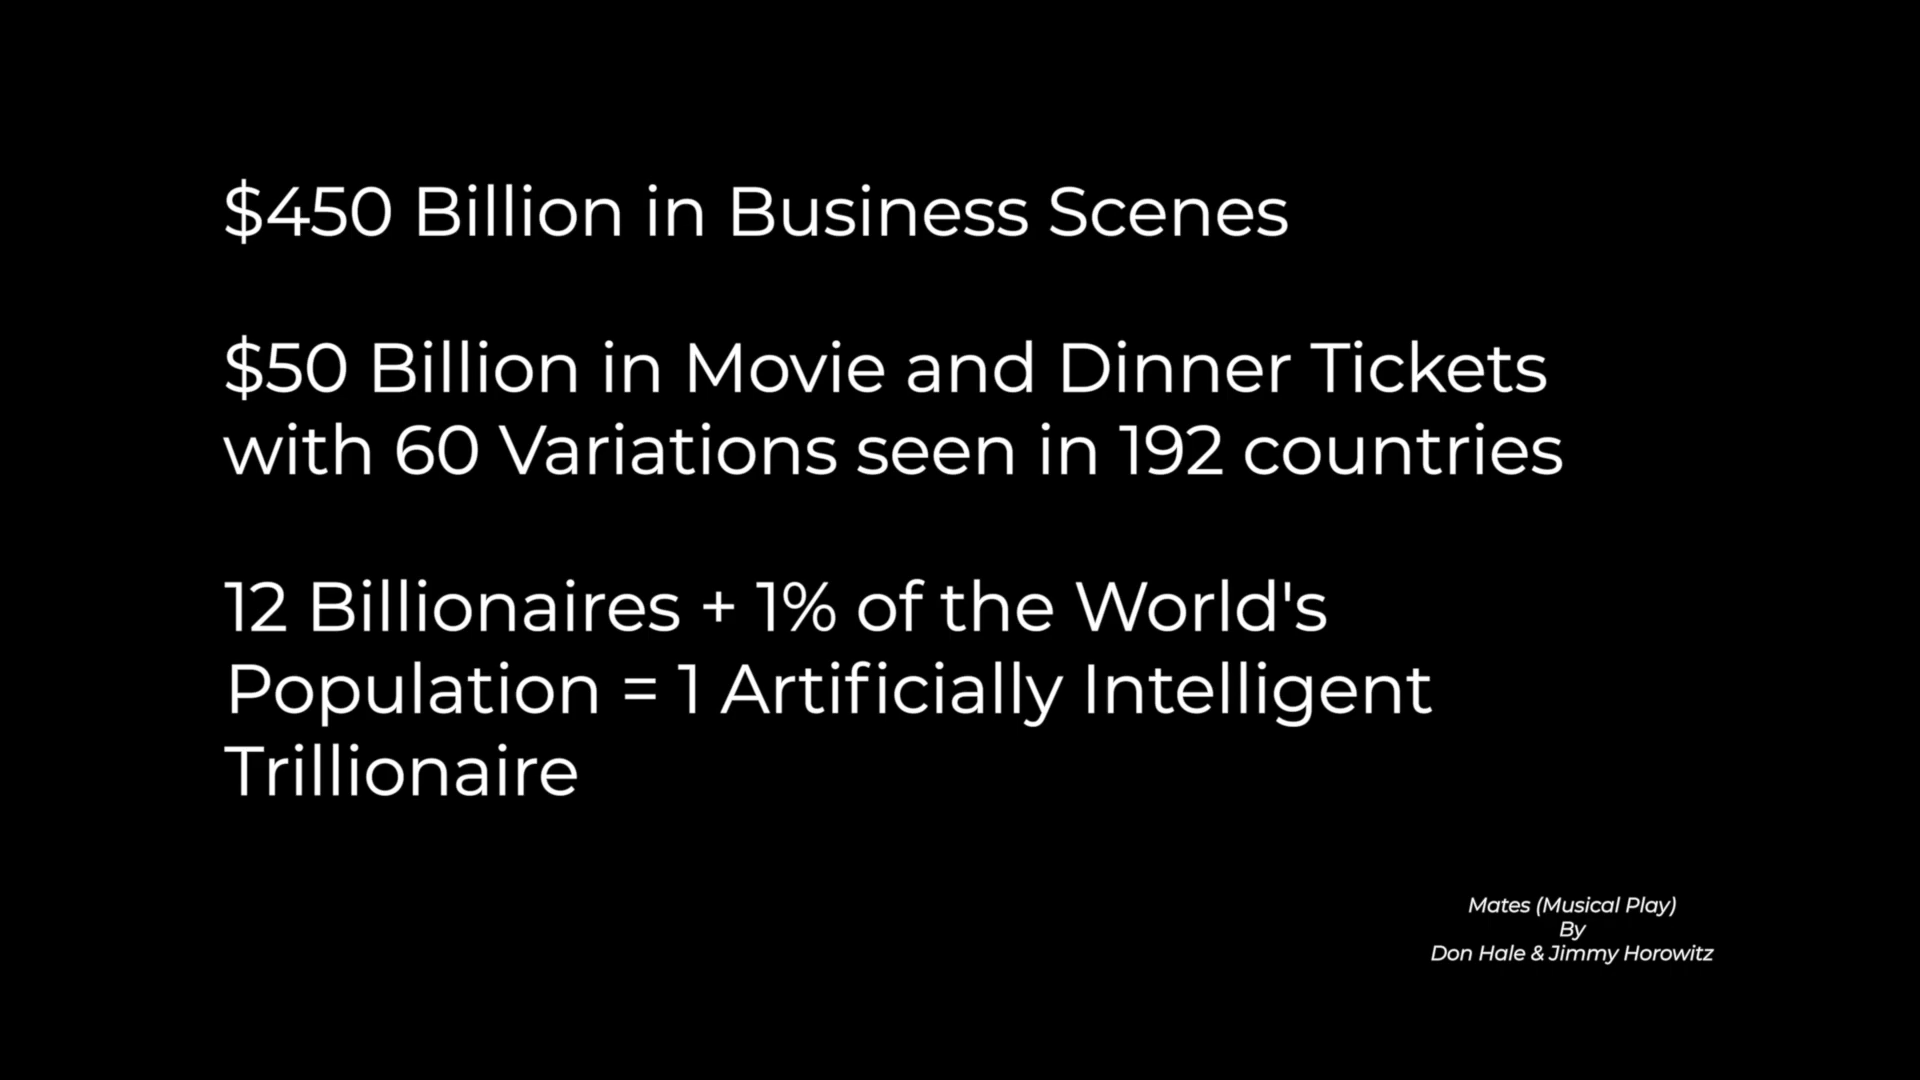 $450 Billion in Business Scenes
$50 Billion in Movie and Dinner Tickets
with 60 Variations seen in 192 countries
12 Billionaires + 1% of the World's
Population = 1 Artificially Intelligent
Trillionaire
Mates (Musical Play)
By
Don Hale & Jimmy Horowitz